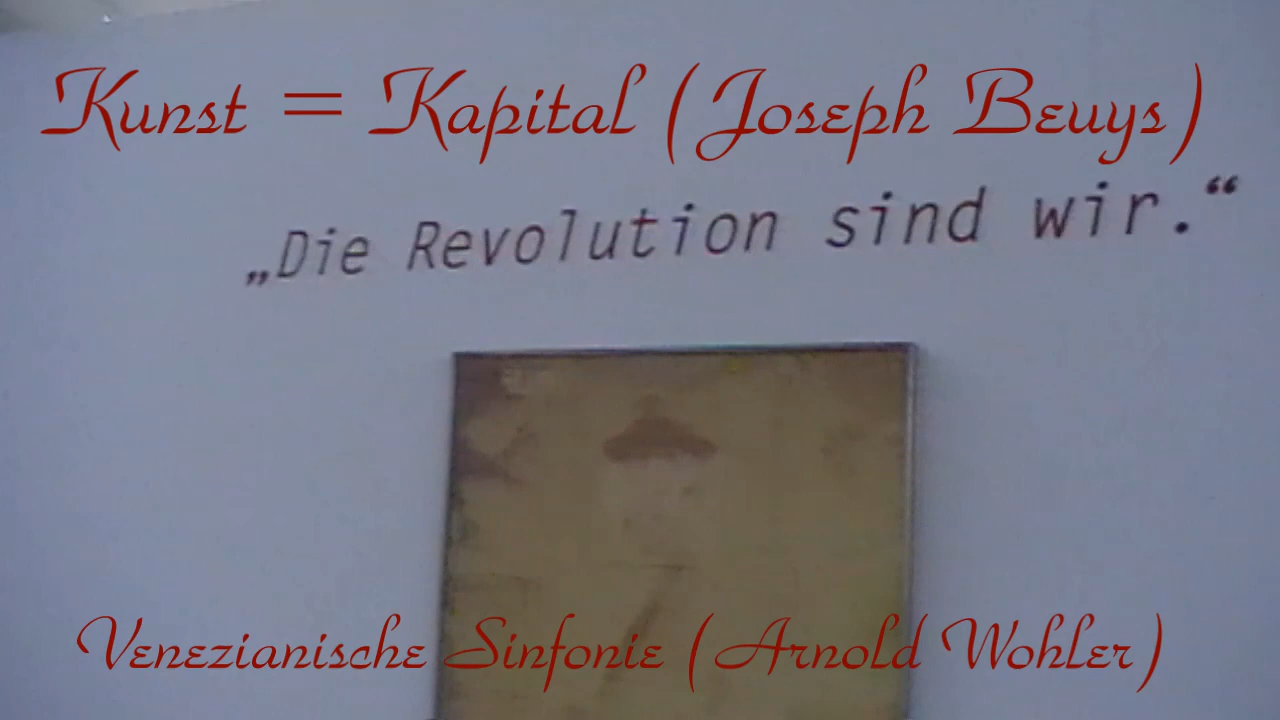 Kunst = Kapital (Joseph Beuys)
„Die Revolution sind wir.“
Venezianische Sinfonie (Arnold Wohler)